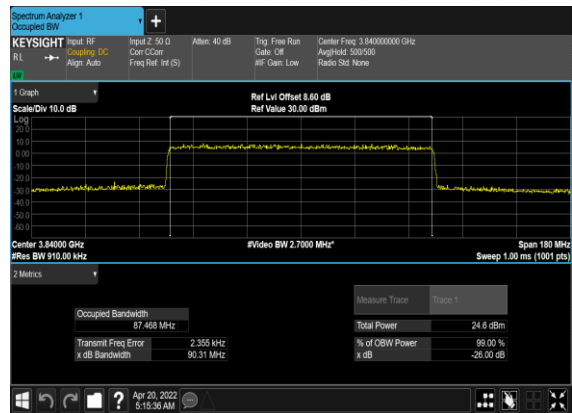 Spectrum Analyzer 1
Occupied BW
KEYSIGHT Input: RF Input Z: 50 Ω Atten: 40 dB Trig: Free Run Center Freq: 3.840000000 GHz
RL Coupling: DC Corr CCorr Gate: Off Avg|Hold: 500/500
Align: Auto Freq Ref: Int (S) #IF Gain: Low Radio Std: None
LW
1 Graph
Ref Lvl Offset 8.60 dB
Scale/Div 10.0 dB Ref Value 30.00 dBm
Log
20.0
10.0
0.00
-10.0
-20.0
-30.0
-40.0
-50.0
-60.0
Center 3.84000 GHz #Video BW 2.7000 MHz* Span 180 MHz
#Res BW 910.00 kHz Sweep 1.00 ms (1001 pts)
2 Metrics
Measure Trace Trace 1
Occupied Bandwidth
87.468 MHz Total Power 24.6 dBm
Transmit Freq Error 2.355 kHz % of OBW Power 99.00 %
x dB Bandwidth 90.31 MHz x dB -26.00 dB
? Apr 20, 2022
5:15:36 AM